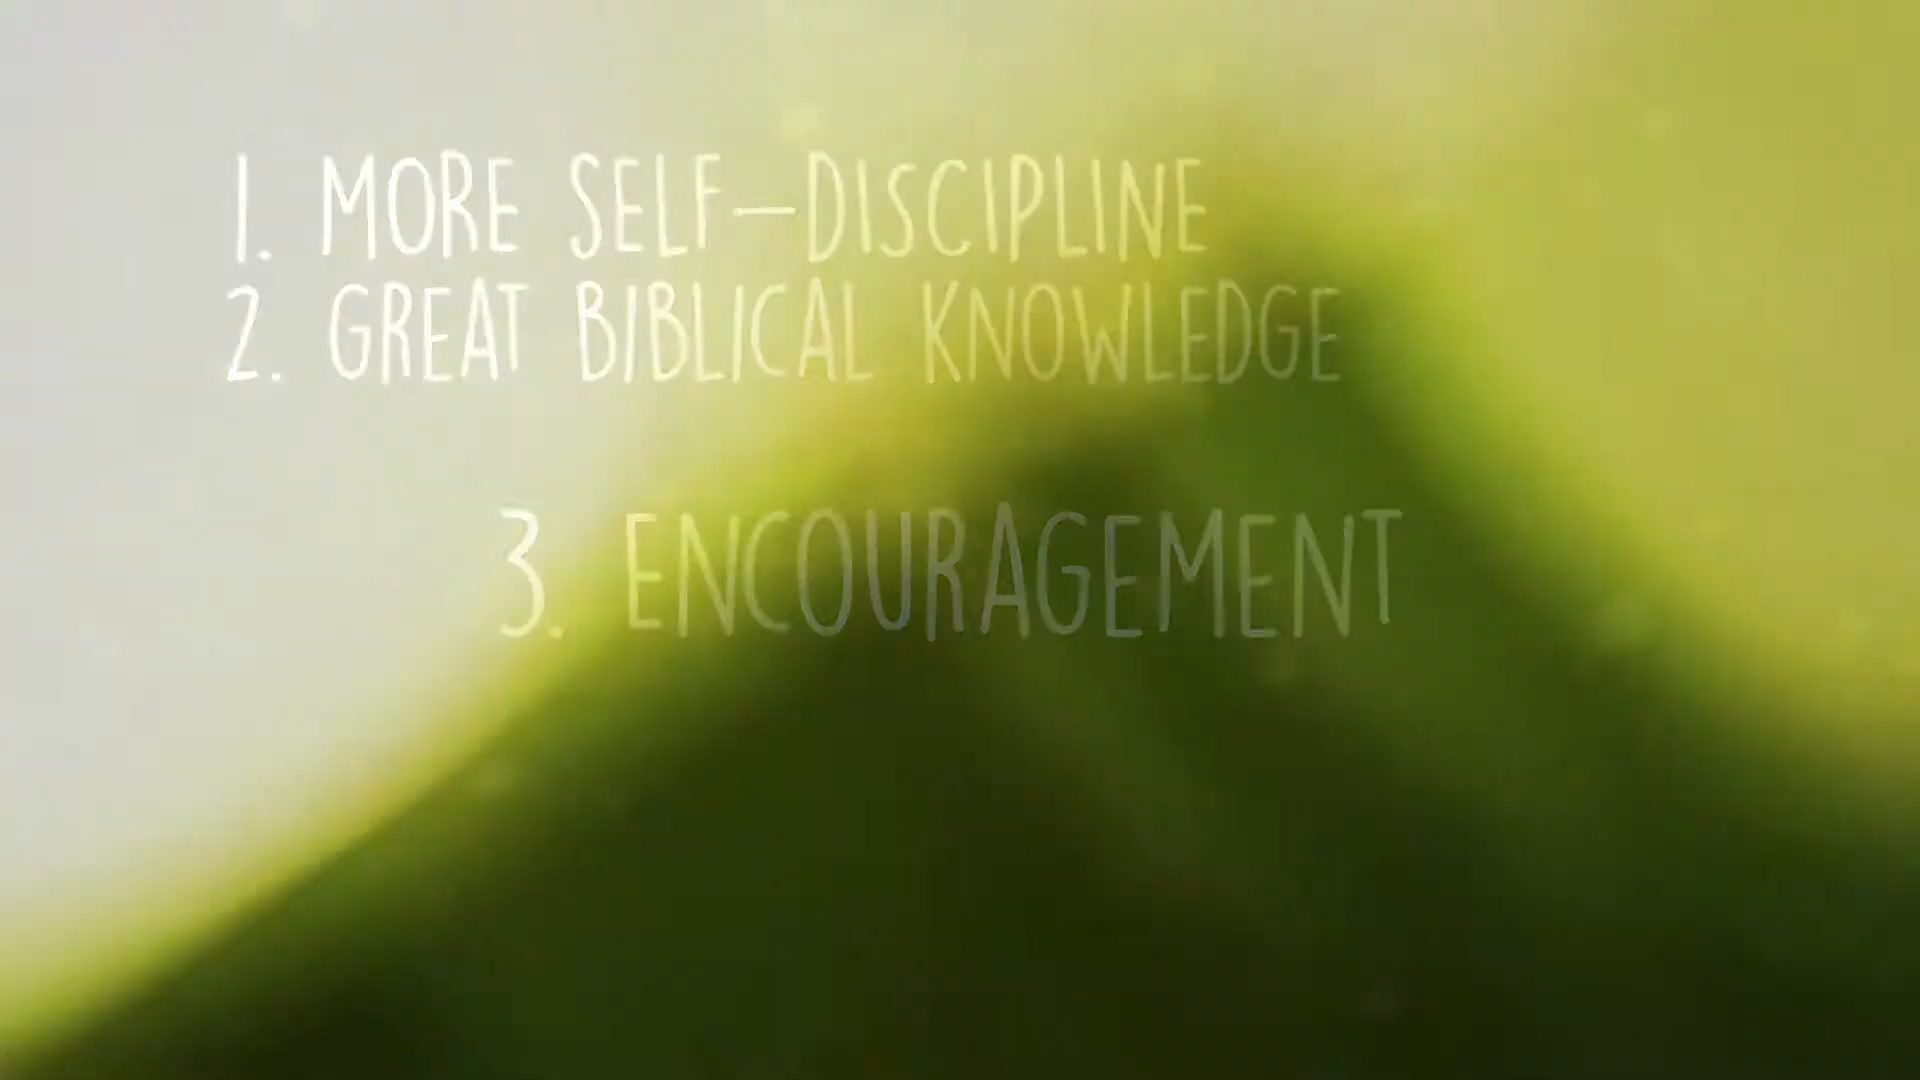 1. MORE SELF-DISCIPLINE
2. GREAT BIBLICAL KNOWLEDGE
3. ENCOURAGEMENT